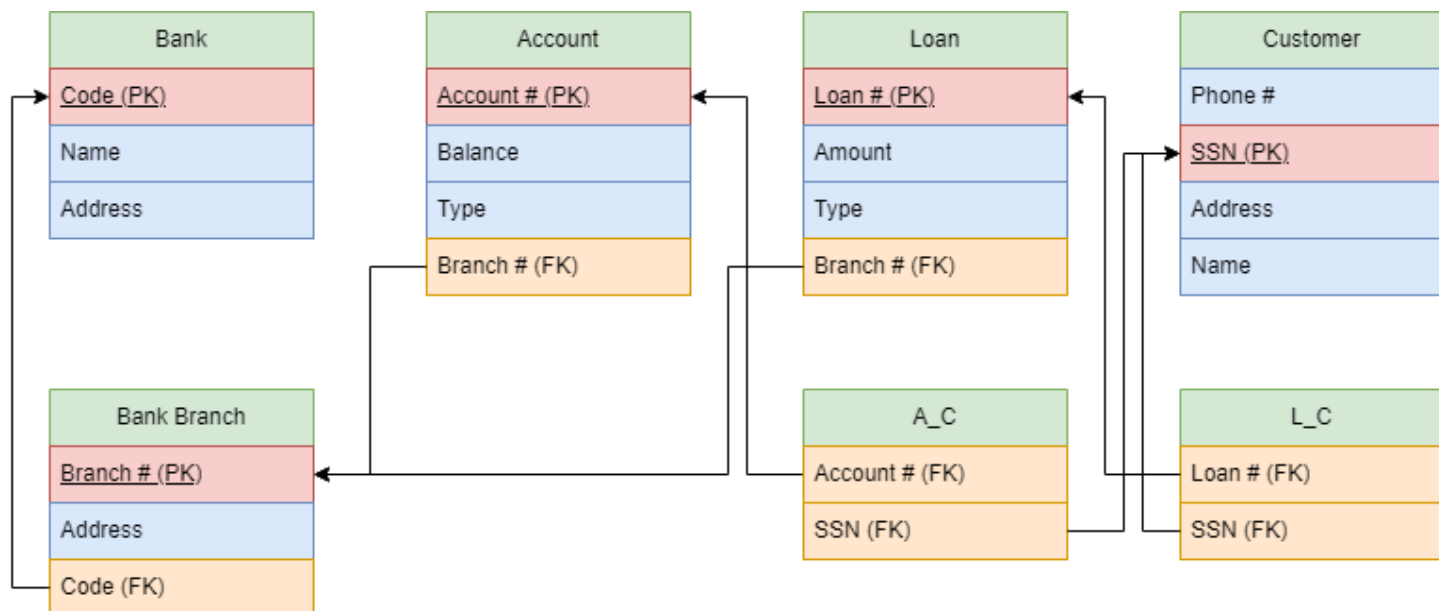 Bank
Code (PK)
Name
Address
Account
Account # (PK)
Balance
Type
Branch # (FK)
Loan
Loan # (PK)
Amount
Type
Branch # (FK)
Customer
Phone #
SSN (PK)
Address
Name
Bank Branch
Branch # (PK)
Address
Code (FK)
A_C
Account # (FK)
SSN (FK)
L_C
Loan # (FK)
SSN (FK)